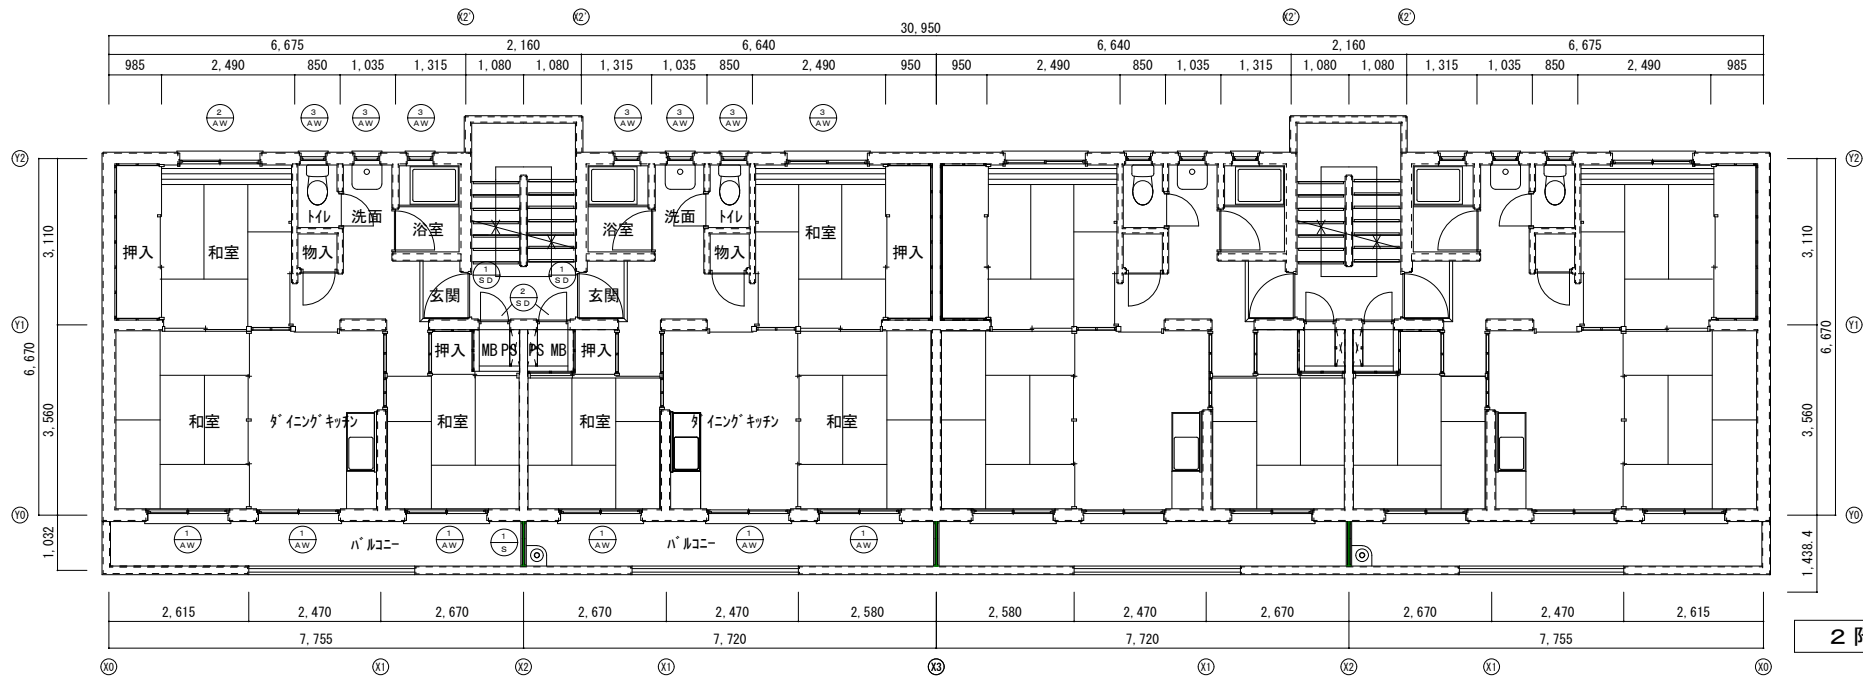 X2' X2' X2' X2'
30,950
6,675 2,160 6,640 6,640 2,160 6,675
985 2,490 850 1,035 1,315 1,080 1,080 1,315 1,035 850 2,490 950 950 2,490 850 1,035 1,315 1,080 1,080 1,315 1,035 850 2,490 985
2 AW 3 AW 3 AW 3 AW 3 AW 3 AW 3 AW 3 AW
Y2 Y2
トイレ 洗面 浴室 浴室 洗面 トイレ 和室
3,110 押入 和室 物入 物入 押入 3,110
1 SD 1 SD
玄関 2 SD 玄関
Y1 Y1
押入 MB PS PS MB 押入
6,670 6,670
3,560 和室 ダイニングキッチン 和室 和室 ダイニングキッチン 和室 3,560
Y0 Y0
1,032 1 AW 1 AW バルコニー 1 AW 1 S 1 AW バルコニー 1 AW 1 AW 1,438.4
2,615 2,470 2,670 2,670 2,470 2,580 2,580 2,470 2,670 2,670 2,470 2,615
7,755 7,720 7,720 7,755
2
X0 X1 X2 X1 X3 X1 X2 X1 X0